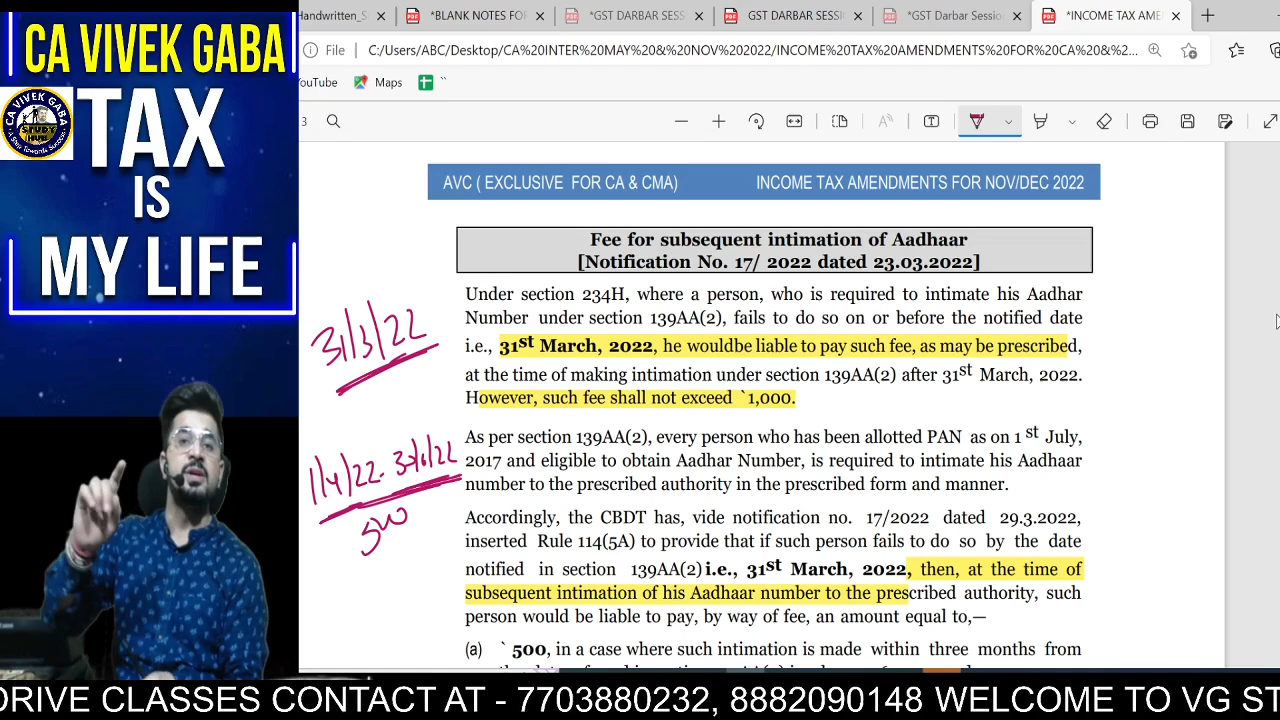 CA VIVEK GABA
TAX
IS
MY LIFE
CA VIVEK GABA
STUDY
HUB
Handwritten_S
*BLANK NOTES FOR
*GST DARBAR SESS
GST DARBAR SESS
*GST Darbar Sessio
*INCOME TAX AME
File C:/Users/ABC/Desktop/CA%20INTER%20MAY%20&%20NOV%202022/INCOME%20TAX%20AMENDMENTS%20FOR%20CA%20&%2...
YouTube Maps ``
3
AVC ( EXCLUSIVE FOR CA & CMA) INCOME TAX AMENDMENTS FOR NOV/DEC 2022
Fee for subsequent intimation of Aadhaar
[Notification No. 17/ 2022 dated 23.03.2022]
Under section 234H, where a person, who is required to intimate his Aadhar
Number under section 139AA(2), fails to do so on or before the notified date
i.e., 31st March, 2022, he wouldbe liable to pay such fee, as may be prescribed,
at the time of making intimation under section 139AA(2) after 31st March, 2022.
However, such fee shall not exceed `1,000.
31/3/22
As per section 139AA(2), every person who has been allotted PAN as on 1 st July,
2017 and eligible to obtain Aadhar Number, is required to intimate his Aadhaar
number to the prescribed authority in the prescribed form and manner.
1/4/22- 30/6/22
500
Accordingly, the CBDT has, vide notification no. 17/2022 dated 29.3.2022,
inserted Rule 114(5A) to provide that if such person fails to do so by the date
notified in section 139AA(2) i.e., 31st March, 2022, then, at the time of
subsequent intimation of his Aadhaar number to the prescribed authority, such
person would be liable to pay, by way of fee, an amount equal to,—
(a) ` 500, in a case where such intimation is made within three months from
DRIVE CLASSES CONTACT AT - 7703880232, 8882090148 WELCOME TO VG ST